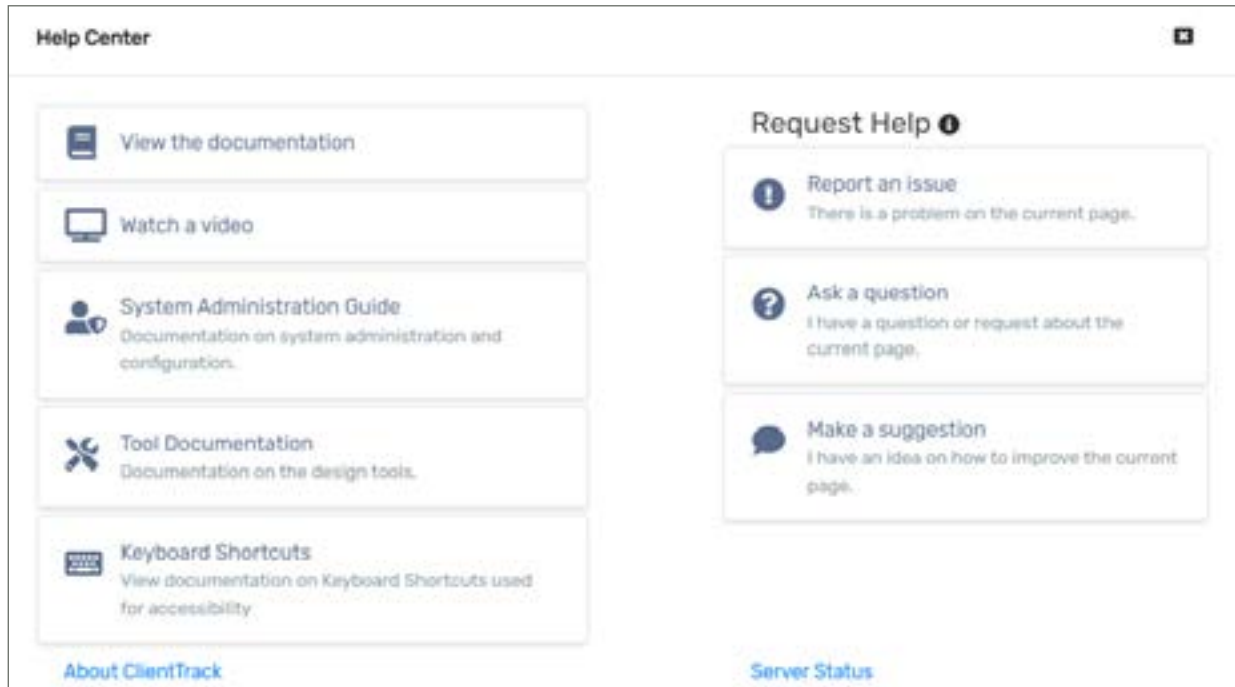 Help Center
View the documentation
Watch a video
System Administration Guide
Documentation on system administration and
configuration.
Tool Documentation
Documentation on the design tools.
Keyboard Shortcuts
View documentation on Keyboard Shortcuts used
for accessibility
About ClientTrack
Request Help
Report an issue
There is a problem on the current page.
Ask a question
I have a question or request about the
current page.
Make a suggestion
I have an idea on how to improve the current
page.
Server Status